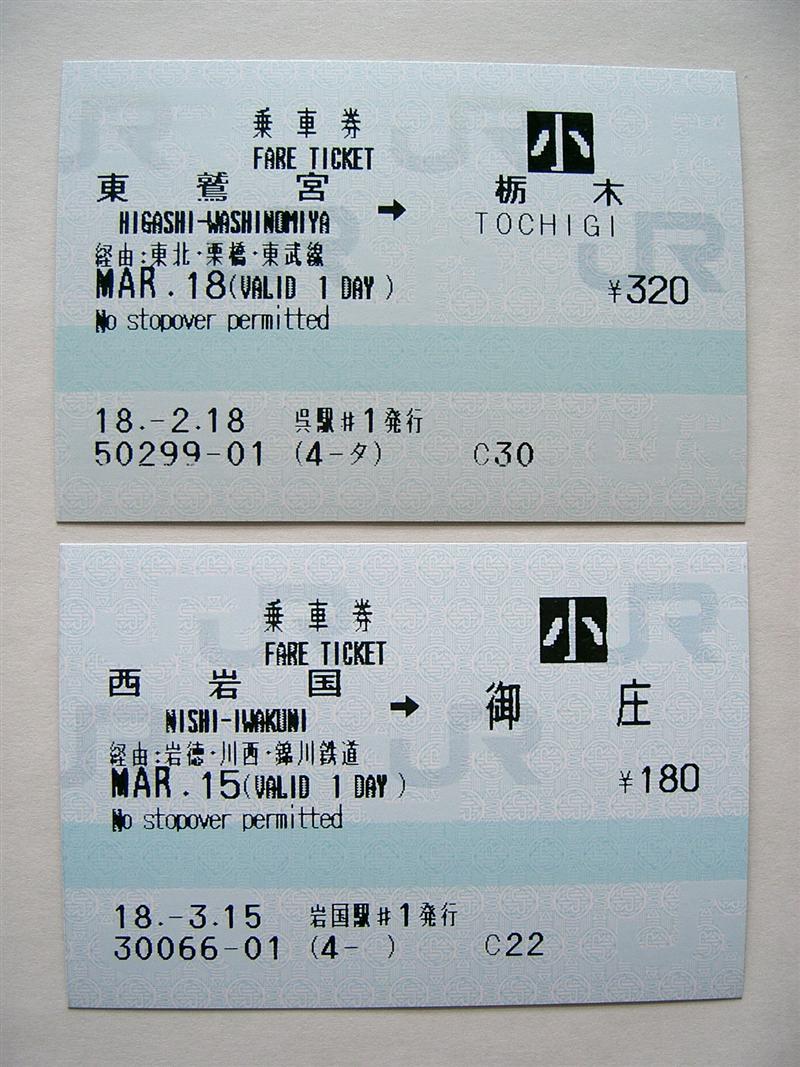 乗車券
小
FARE TICKET
東鷲宮 → 栃木
HIGASHI-WASHINOMIYA TOCHIGI
経由:東北・栗橋・東武線
MAR.18(VALID 1 DAY) ¥320
No stopover permitted
18.-2.18 呉駅#1発行
50299-01 (4-タ) C30
乗車券
小
FARE TICKET
西岩国 → 御庄
NISHI-IWAKUNI
経由:岩徳・川西・錦川鉄道
MAR.15(VALID 1 DAY) ¥180
No stopover permitted
18.-3.15 岩国駅#1発行
30066-01 (4- ) C22
JR